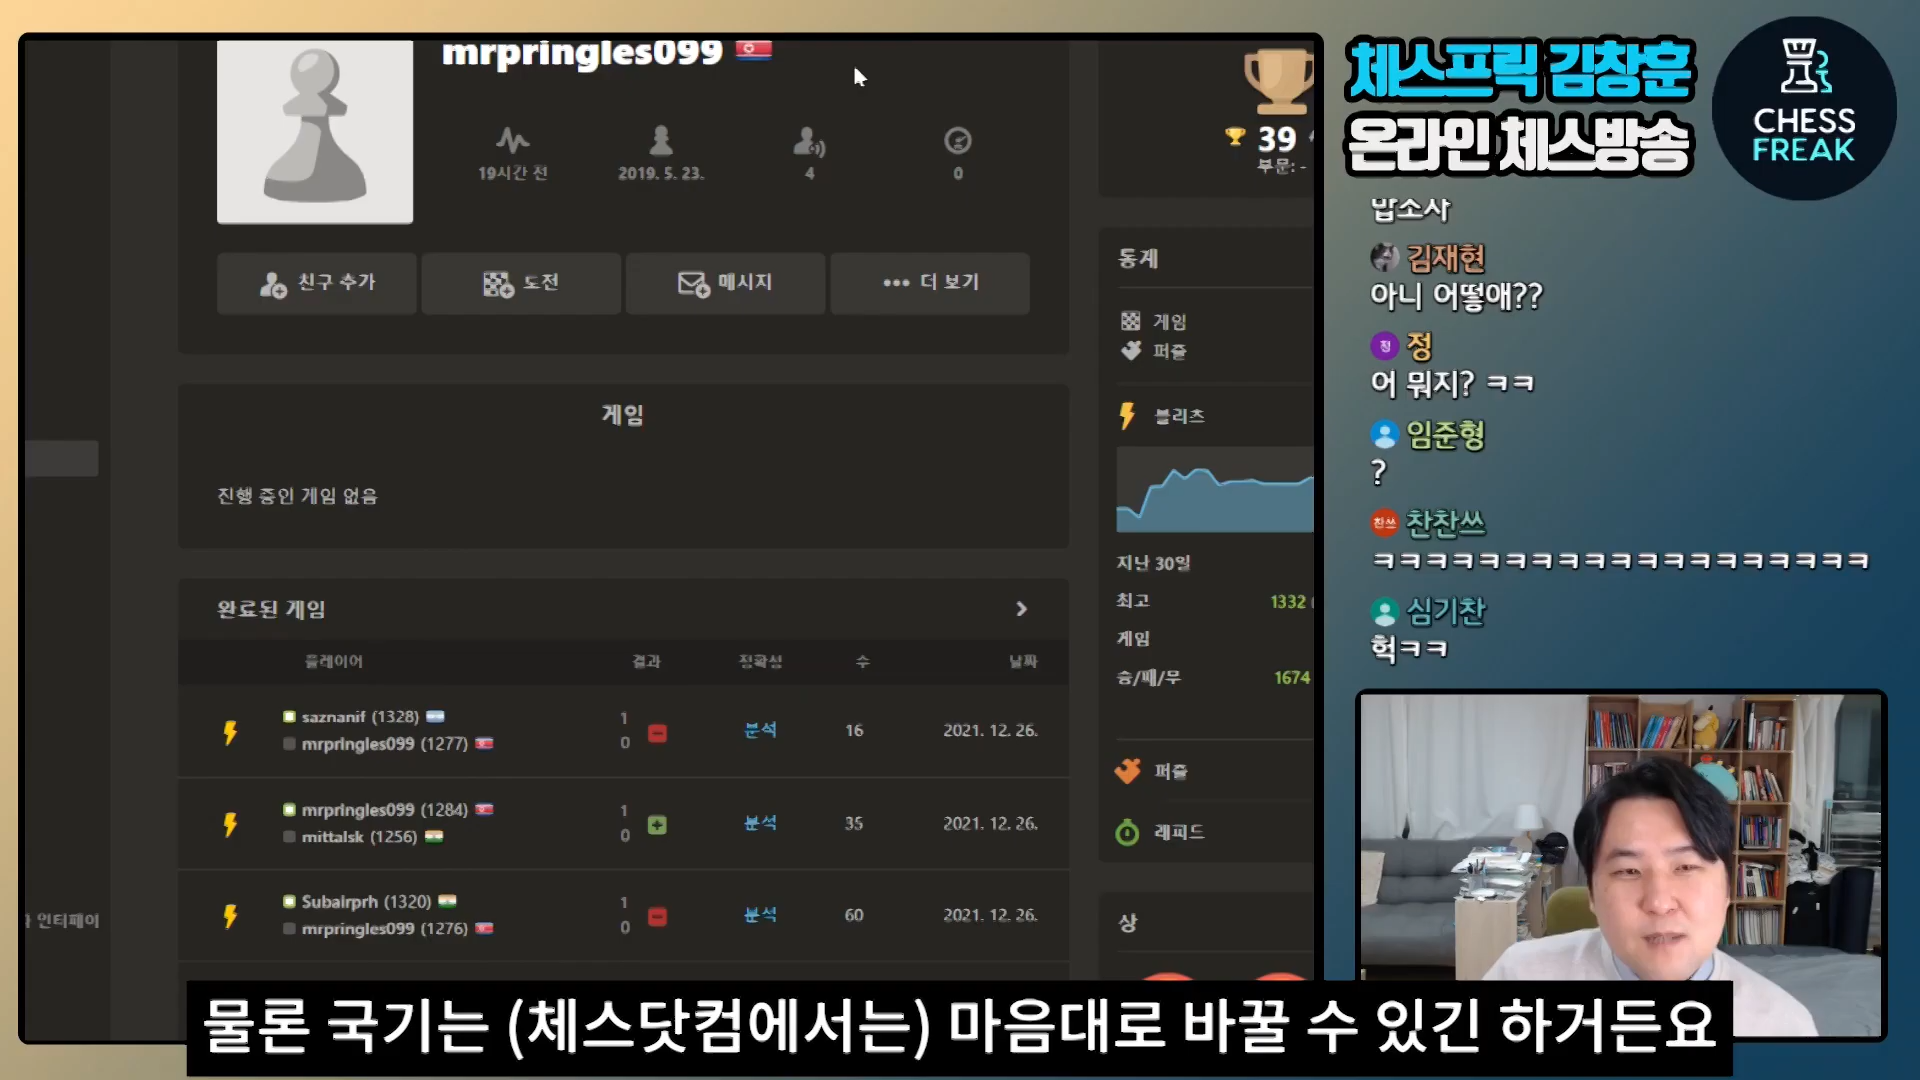 mrpringles099
19시간 전
2019. 5. 23.
4
0
친구 추가
도전
메시지
더 보기
게임
진행 중인 게임 없음
완료된 게임
플레이어 결과 정확성 수 날짜
saznanif (1328) 1
mrpringles099 (1277) 0
분석 16 2021. 12. 26.
mrpringles099 (1284) 1
mittalsk (1256) 0
분석 35 2021. 12. 26.
Subairprh (1320) 1
mrpringles099 (1276) 0
분석 60 2021. 12. 26.
인터페이
39
부문: -
통계
게임
퍼즐
블리츠
지난 30일
최고 1332
게임
승/패/무 1674
퍼즐
래피드
상
체스프릭 김창훈
온라인 체스방송
CHESS
FREAK
맙소사
김재현
아니 어떻애??
정 정
어 뭐지? ㅋㅋ
임준형
?
찬쓰 찬찬쓰
ㅋㅋㅋㅋㅋㅋㅋㅋㅋㅋㅋㅋㅋㅋㅋㅋㅋㅋㅋ
심기찬
헉ㅋㅋ
물론 국기는 (체스닷컴에서는) 마음대로 바꿀 수 있긴 하거든요